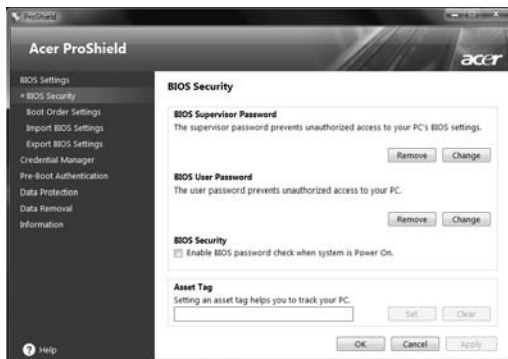 ProShield
Acer ProShield
acer
BIOS Settings
BIOS Security
Boot Order Settings
Import BIOS Settings
Export BIOS Settings
Credential Manager
Pre-Boot Authentication
Data Protection
Data Removal
Information
Help
BIOS Security
BIOS Supervisor Password
The supervisor password prevents unauthorized access to your PC's BIOS settings.
Remove Change
BIOS User Password
The user password prevents unauthorized access to your PC.
Remove Change
BIOS Security
Enable BIOS password check when system is Power On.
Asset Tag
Setting an asset tag helps you to track your PC.
Set Clear
OK Cancel Apply